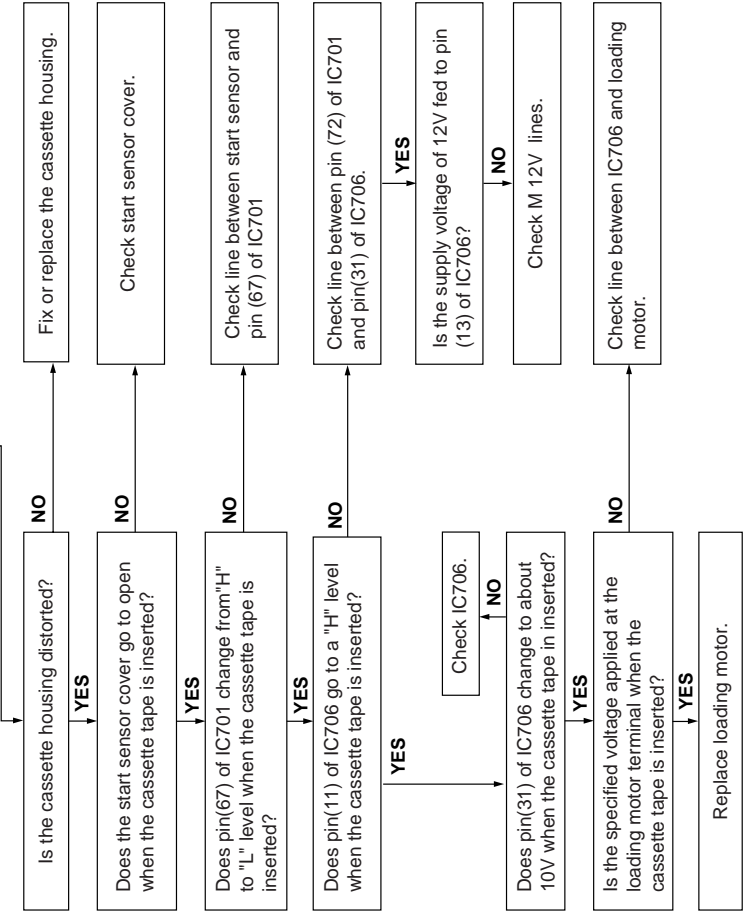 Is the cassette housing distorted?
NO
Fix or replace the cassette housing.
YES
Does the start sensor cover go to open
when the cassette tape is inserted?
NO
Check start sensor cover.
YES
Does pin(67) of IC701 change from"H"
to "L" level when the cassette tape is
inserted?
NO
Check line between start sensor and
pin (67) of IC701
YES
Does pin(11) of IC706 go to a "H" level
when the cassette tape is inserted?
NO
Check line between pin (72) of IC701
and pin(31) of IC706.
YES
Is the supply voltage of 12V fed to pin
(13) of IC706?
NO
Check M 12V lines.
YES
Check IC706.
NO
Does pin(31) of IC706 change to about
10V when the cassette tape in inserted?
YES
Is the specified voltage applied at the
loading motor terminal when the
cassette tape is inserted?
NO
Check line between IC706 and loading
motor.
YES
Replace loading motor.